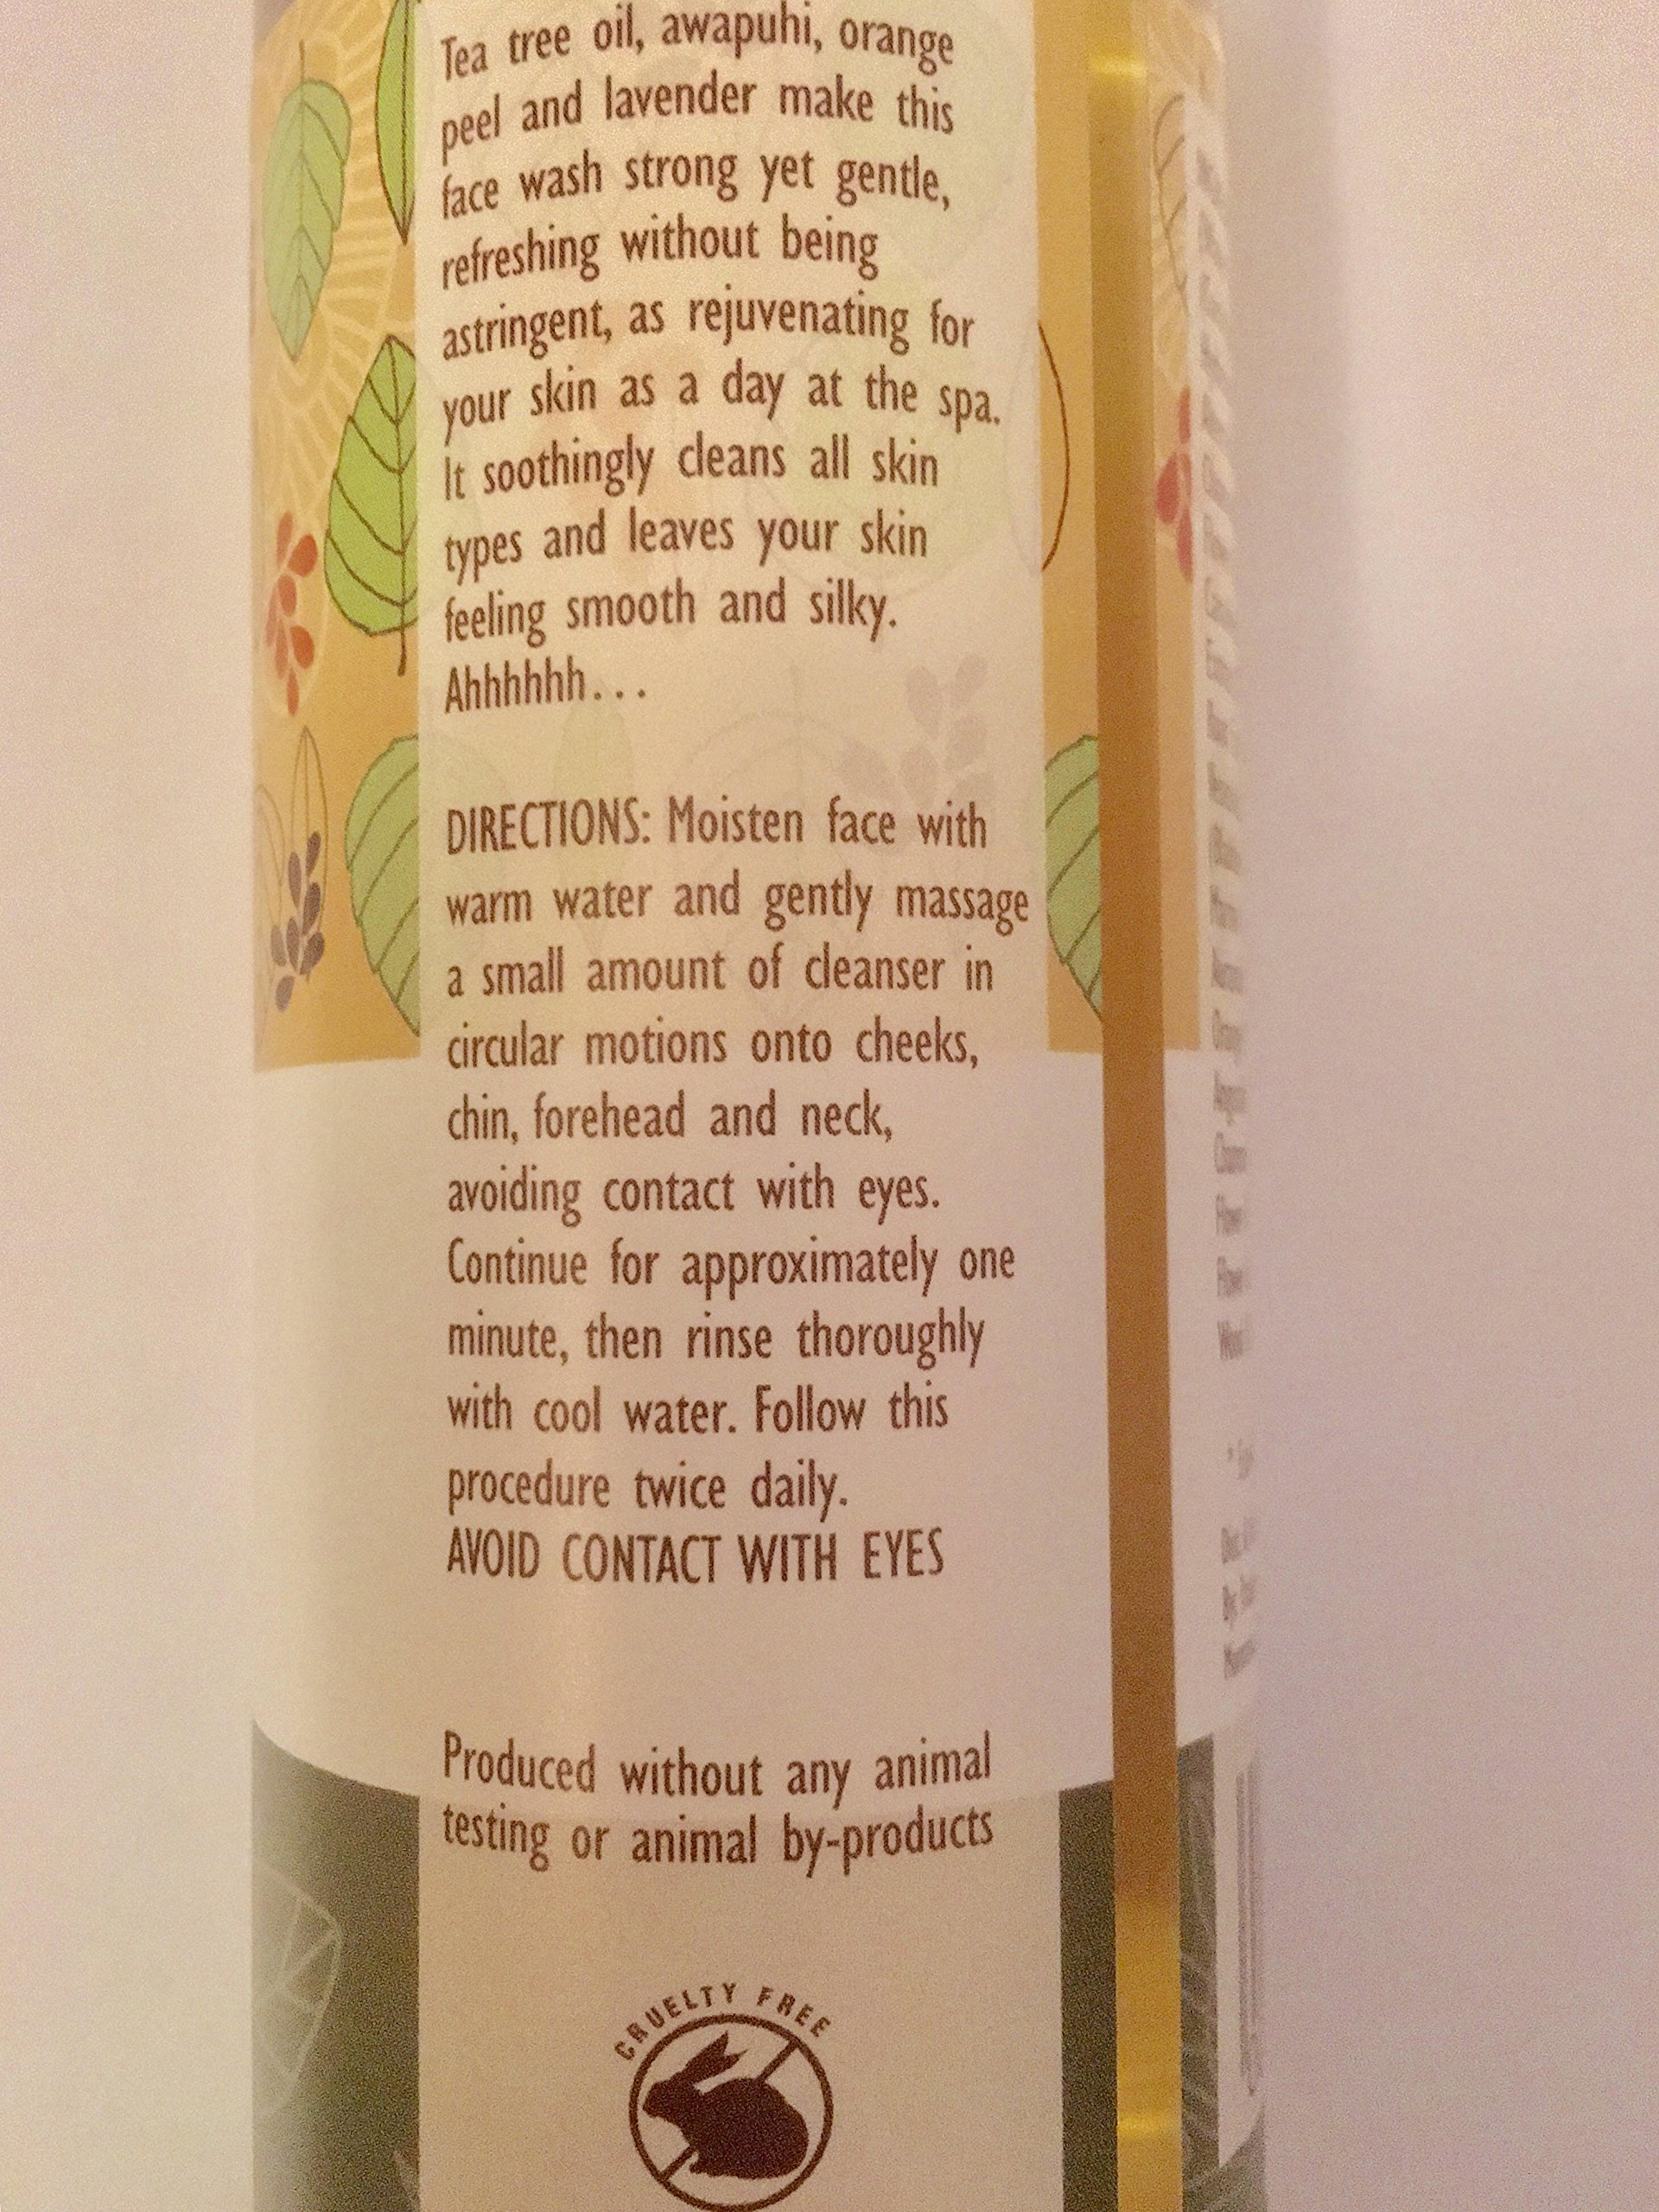 Tea tree oil, awapuhi, orange
peel and lavender make this
face wash strong yet gentle,
refreshing without being
astringent, as rejuvenating for
your skin as a day at the spa.
It soothingly cleans all skin
types and leaves your skin
feeling smooth and silky.
Ahhhhhh...
DIRECTIONS: Moisten face with
warm water and gently massage
a small amount of cleanser in
circular motions onto cheeks,
chin, forehead and neck,
avoiding contact with eyes.
Continue for approximately one
minute, then rinse thoroughly
with cool water. Follow this
procedure twice daily.
AVOID CONTACT WITH EYES
Produced without any animal
testing or animal by-products
CRUELTY FREE